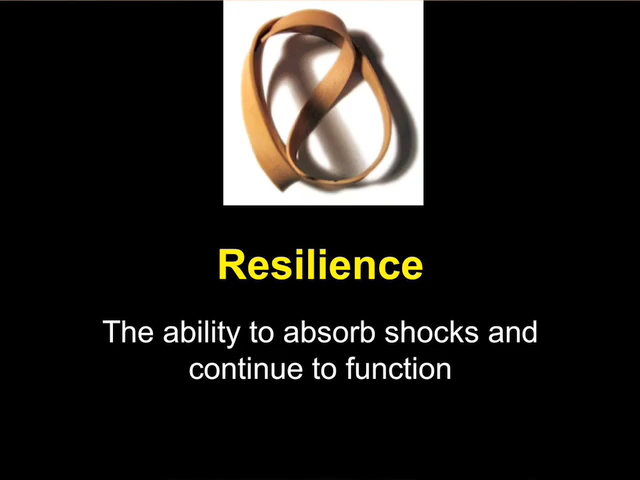 Resilience
The ability to absorb shocks and
continue to function